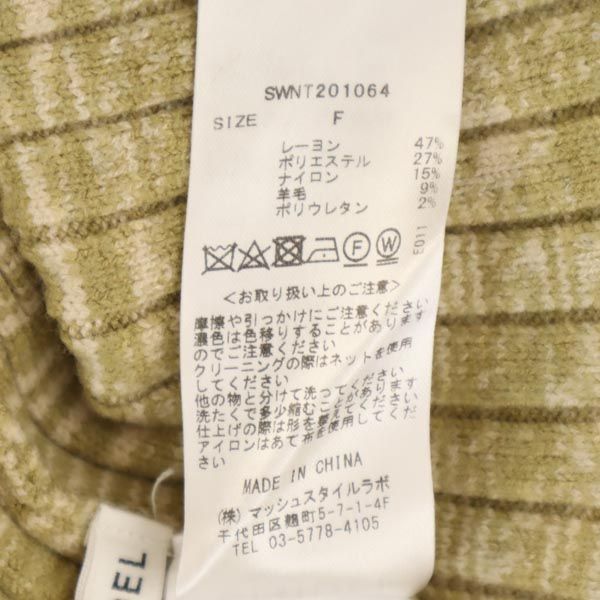 SWNT201064
SIZE F
レーヨン 47%
ポリエステル 27%
ナイロン 15%
羊毛 9%
ポリウレタン 2%
F W
E011
<お取り扱い上のご注意>
摩擦や引っかけにご注意ください
濃色は色移りすることがあります
のでご注意ください
クリーニングの際はネットを使用
してください
他の物と分けて洗ってください
洗たくで多少縮むことがあります
仕上げの際は形を整えてください
アイロンはあて布を使用してくだ
さい
MADE IN CHINA
(株)マッシュスタイルラボ
千代田区麹町5-7-1-4F
TEL 03-5778-4105
DEL